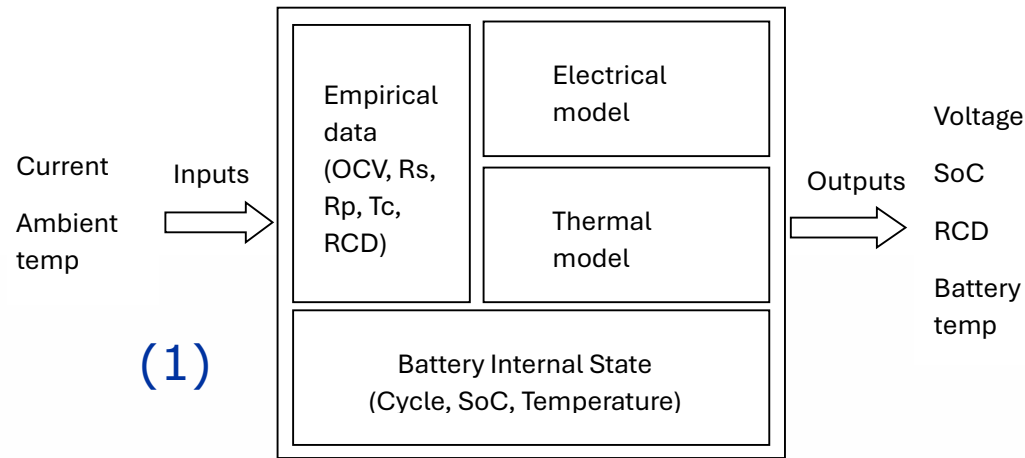 Current
Ambient
temp
Inputs
(1)
Empirical
data
(OCV, Rs,
Rp, Tc,
RCD)
Electrical
model
Thermal
model
Battery Internal State
(Cycle, SoC, Temperature)
Outputs
Voltage
SoC
RCD
Battery
temp